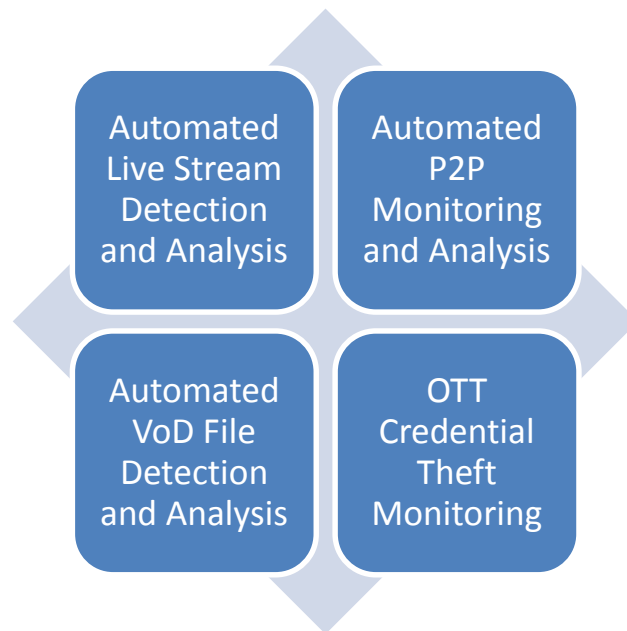 Automated
Live Stream
Detection
and Analysis
Automated
P2P
Monitoring
and Analysis
Automated
VoD File
Detection
and Analysis
OTT
Credential
Theft
Monitoring